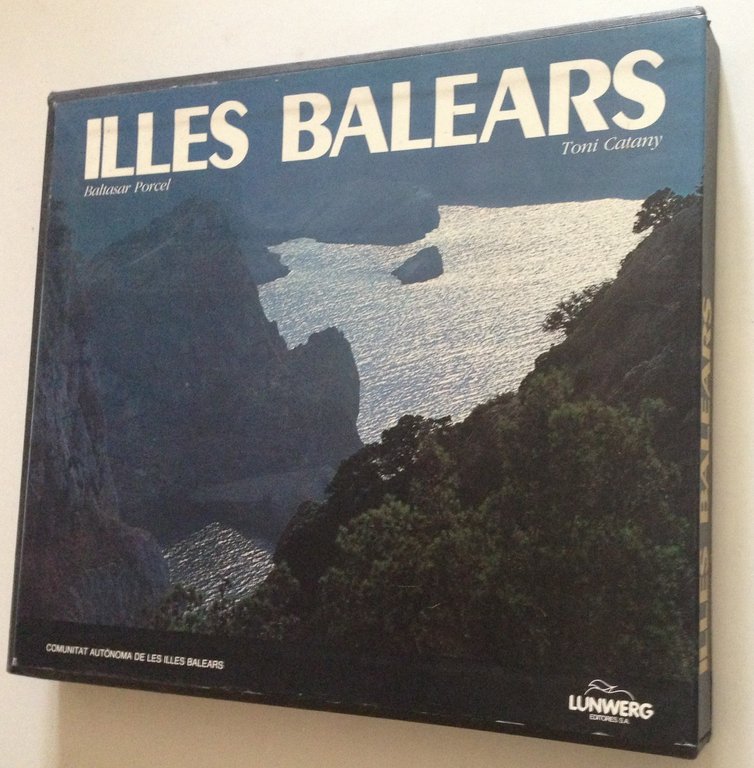 ILLES BALEARS
Baltasar Porcel
Toni Catany
COMUNITAT AUTÒNOMA DE LES ILLES BALEARS
LUNWERG
EDITORES S.A.
ILLES BALEARS